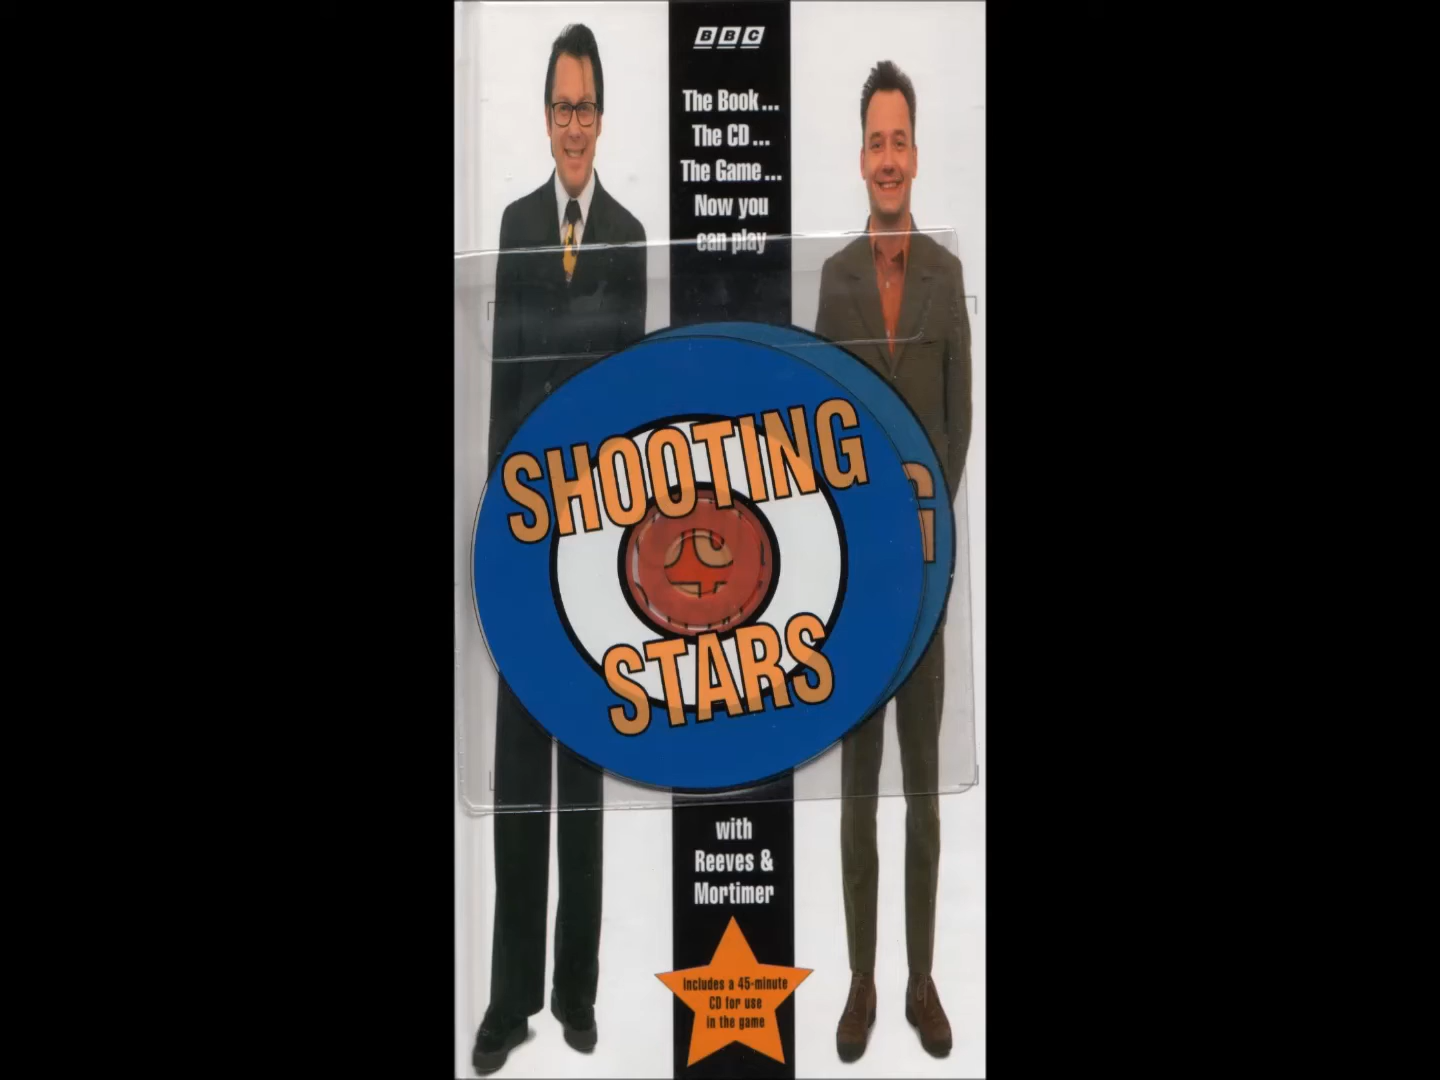 BBC
The Book...
The CD...
The Game...
Now you
can play
SHOOTING
STARS
with
Reeves &
Mortimer
Includes a 45-minute
CD for use
in the game